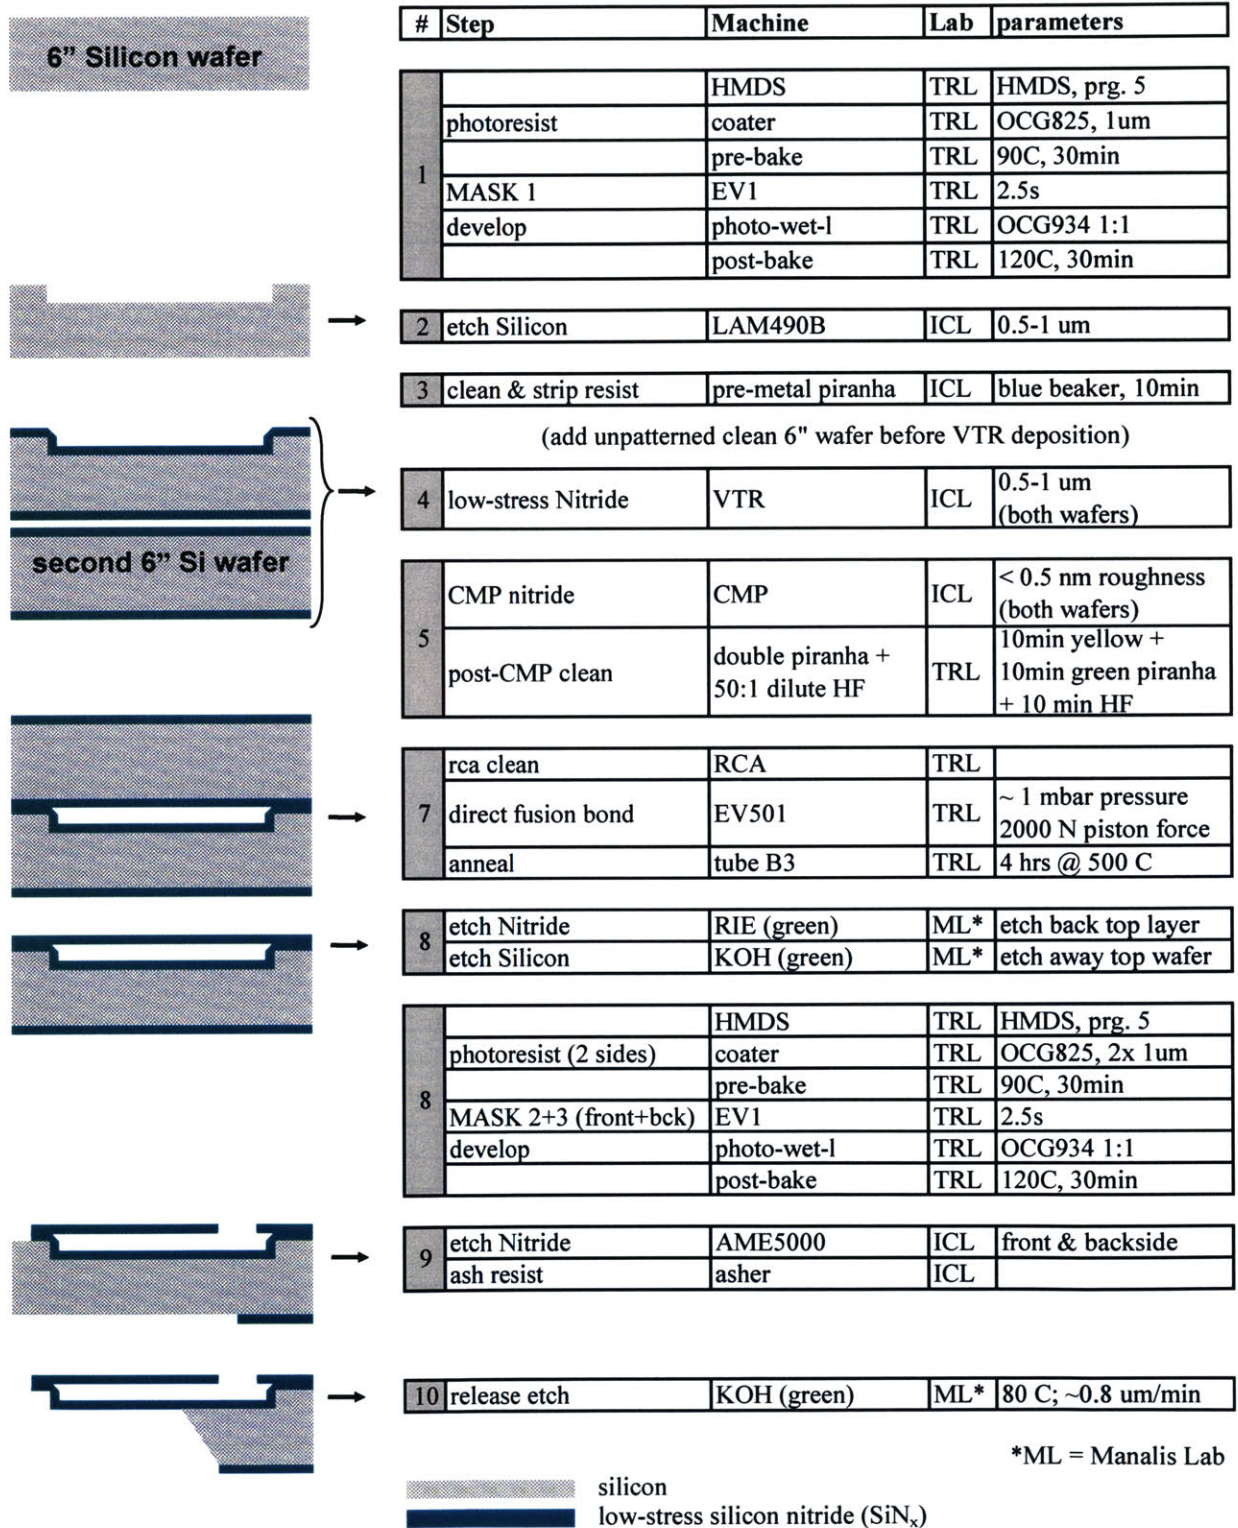 6” Silicon wafer
# Step Machine Lab parameters
1
HMDS TRL HMDS, prg. 5
photoresist coater TRL OCG825, 1um
pre-bake TRL 90C, 30min
MASK 1 EV1 TRL 2.5s
develop photo-wet-l TRL OCG934 1:1
post-bake TRL 120C, 30min
2 etch Silicon LAM490B ICL 0.5-1 um
3 clean & strip resist pre-metal piranha ICL blue beaker, 10min
(add unpatterned clean 6" wafer before VTR deposition)
second 6” Si wafer
4 low-stress Nitride VTR ICL 0.5-1 um
(both wafers)
5
CMP nitride CMP ICL < 0.5 nm roughness
(both wafers)
post-CMP clean double piranha +
50:1 dilute HF TRL 10min yellow +
10min green piranha
+ 10 min HF
7
rca clean RCA TRL
direct fusion bond EV501 TRL ~ 1 mbar pressure
2000 N piston force
anneal tube B3 TRL 4 hrs @ 500 C
8
etch Nitride RIE (green) ML* etch back top layer
etch Silicon KOH (green) ML* etch away top wafer
8
HMDS TRL HMDS, prg. 5
photoresist (2 sides) coater TRL OCG825, 2x 1um
pre-bake TRL 90C, 30min
MASK 2+3 (front+bck) EV1 TRL 2.5s
develop photo-wet-l TRL OCG934 1:1
post-bake TRL 120C, 30min
9
etch Nitride AME5000 ICL front & backside
ash resist asher ICL
10 release etch KOH (green) ML* 80 C; ~0.8 um/min
*ML = Manalis Lab
silicon
low-stress silicon nitride (SiNx)